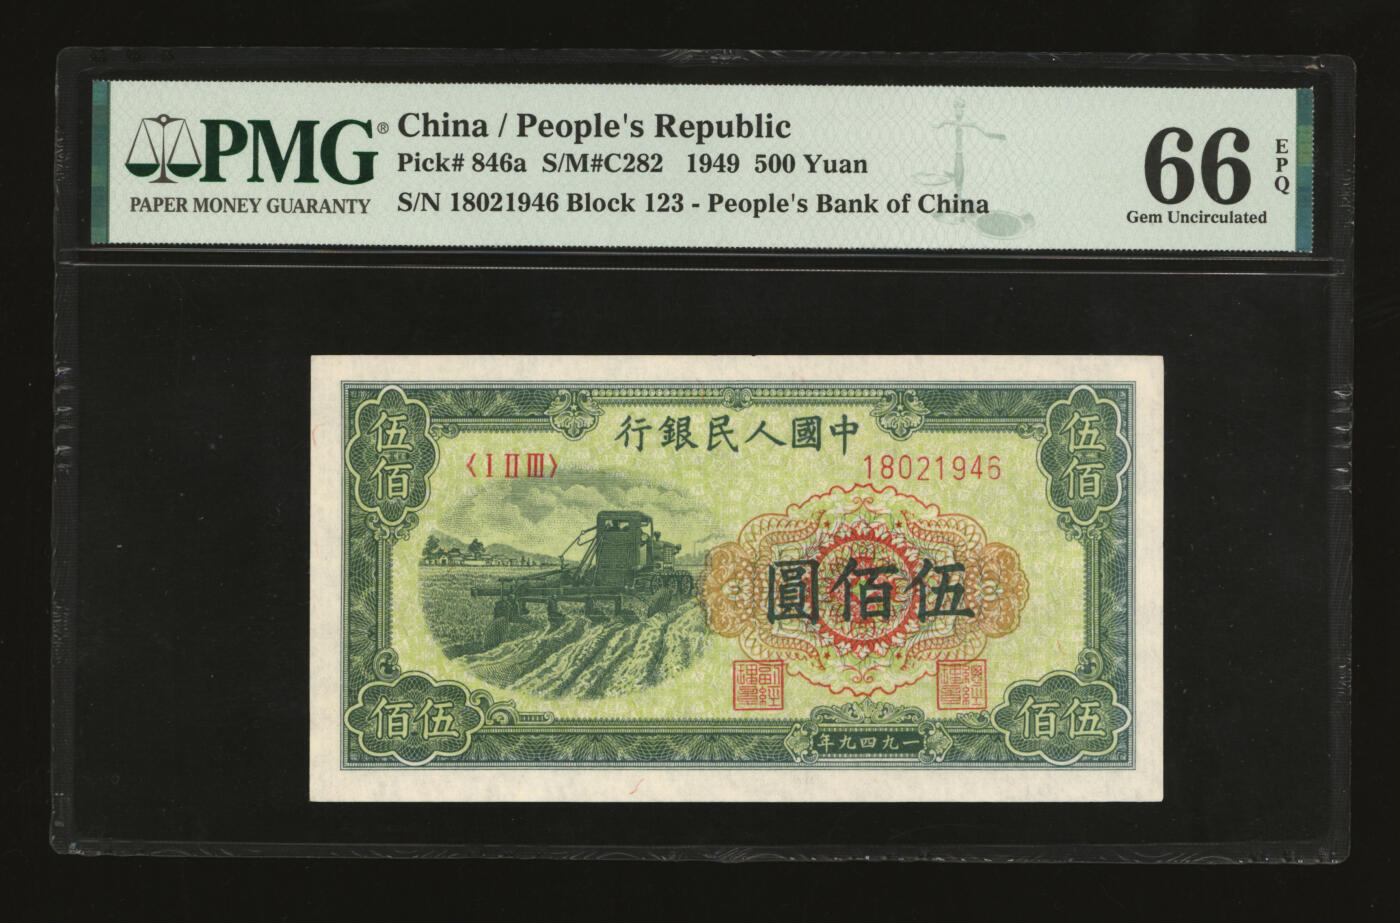 PMG®
PAPER MONEY GUARANTY
China / People's Republic
Pick# 846a S/M#C282 1949 500 Yuan
S/N 18021946 Block 123 - People's Bank of China
66 EPQ
Gem Uncirculated
行銀民人國中
〈I II III〉
18021946
伍佰
伍佰
圓佰伍
佰伍
佰伍
年九四九一